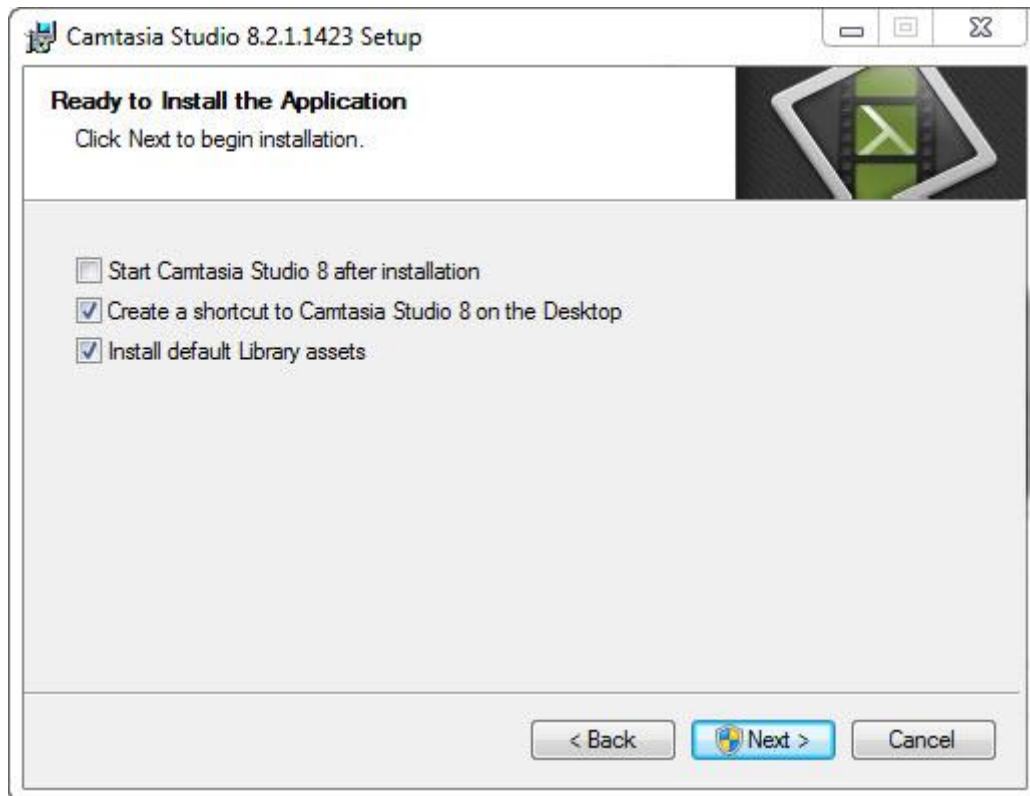 Camtasia Studio 8.2.1.1423 Setup
Ready to Install the Application
Click Next to begin installation.
Start Camtasia Studio 8 after installation
Create a shortcut to Camtasia Studio 8 on the Desktop
Install default Library assets
< Back Next > Cancel